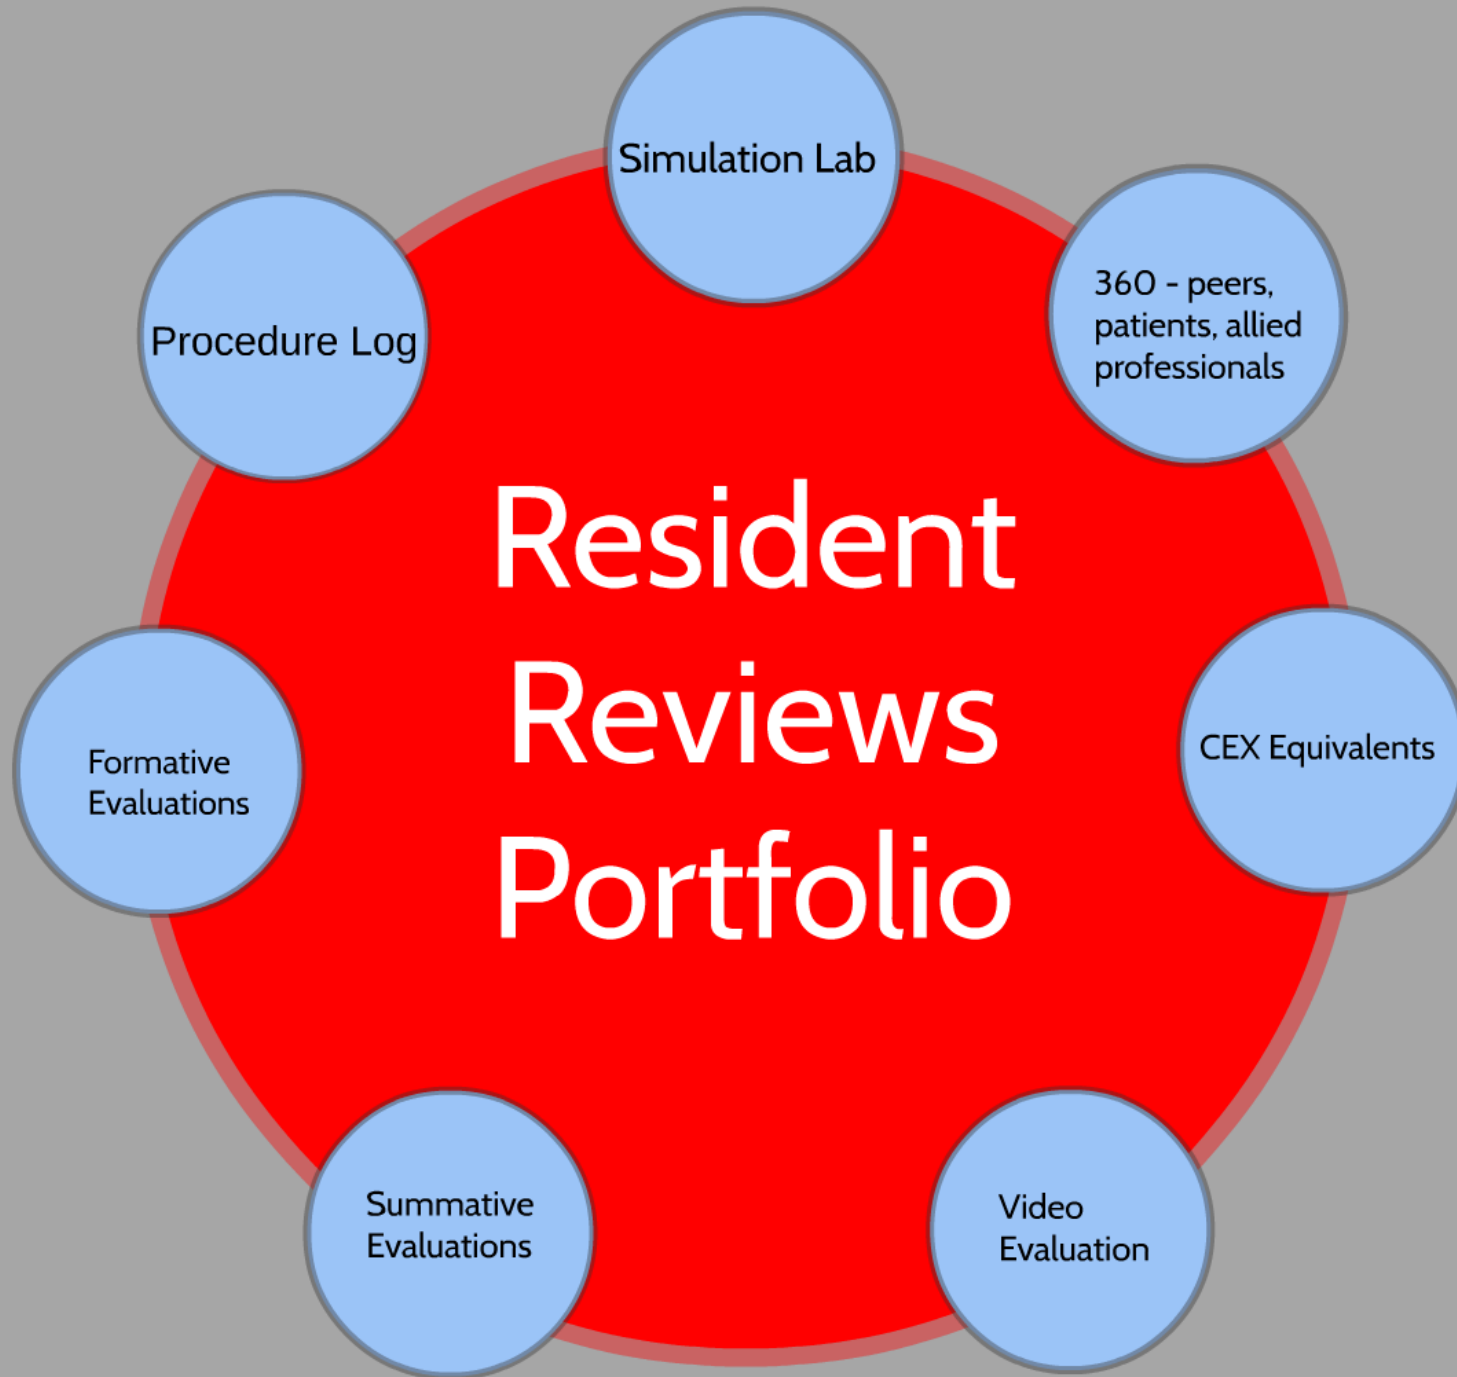 Simulation Lab
360 - peers,
patients, allied
professionals
Procedure Log
Resident
Reviews
Portfolio
CEX Equivalents
Formative
Evaluations
Summative
Evaluations
Video
Evaluation